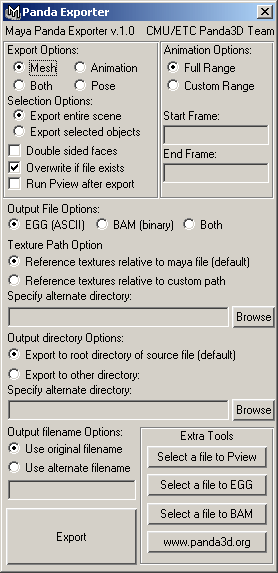 Panda Exporter
Maya Panda Exporter v.1.0 CMU/ETC Panda3D Team
Export Options:
Mesh Animation
Both Pose
Selection Options:
Export entire scene
Export selected objects
Double sided faces
Overwrite if file exists
Run Pview after export
Animation Options:
Full Range
Custom Range
Start Frame:
End Frame:
Output File Options:
EGG (ASCII) BAM (binary) Both
Texture Path Option
Reference textures relative to maya file (default)
Reference textures relative to custom path
Specify alternate directory:
Browse
Output directory Options:
Export to root directory of source file (default)
Export to other directory:
Specify alternate directory:
Browse
Output filename Options:
Use original filename
Use alternate filename
Export
Extra Tools
Select a file to Pview
Select a file to EGG
Select a file to BAM
www.panda3d.org